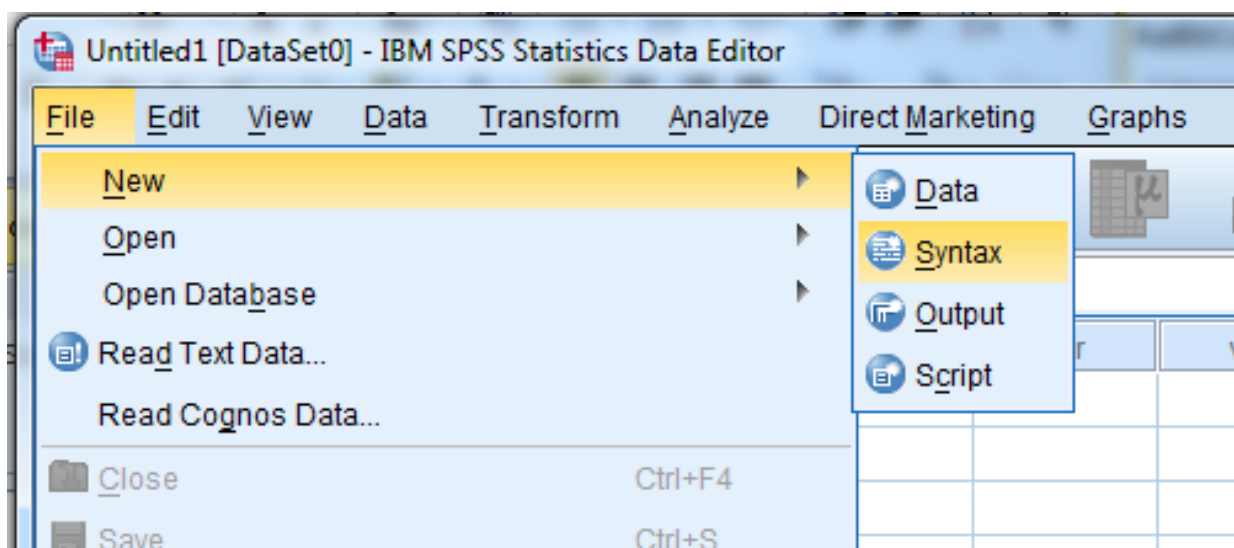 Untitled1 [DataSet0] - IBM SPSS Statistics Data Editor
File Edit View Data Transform Analyze Direct Marketing Graphs
New
Data
Syntax
Output
Script
Open
Open Database
Read Text Data...
Read Cognos Data...
Close Ctrl+F4
Save Ctrl+S